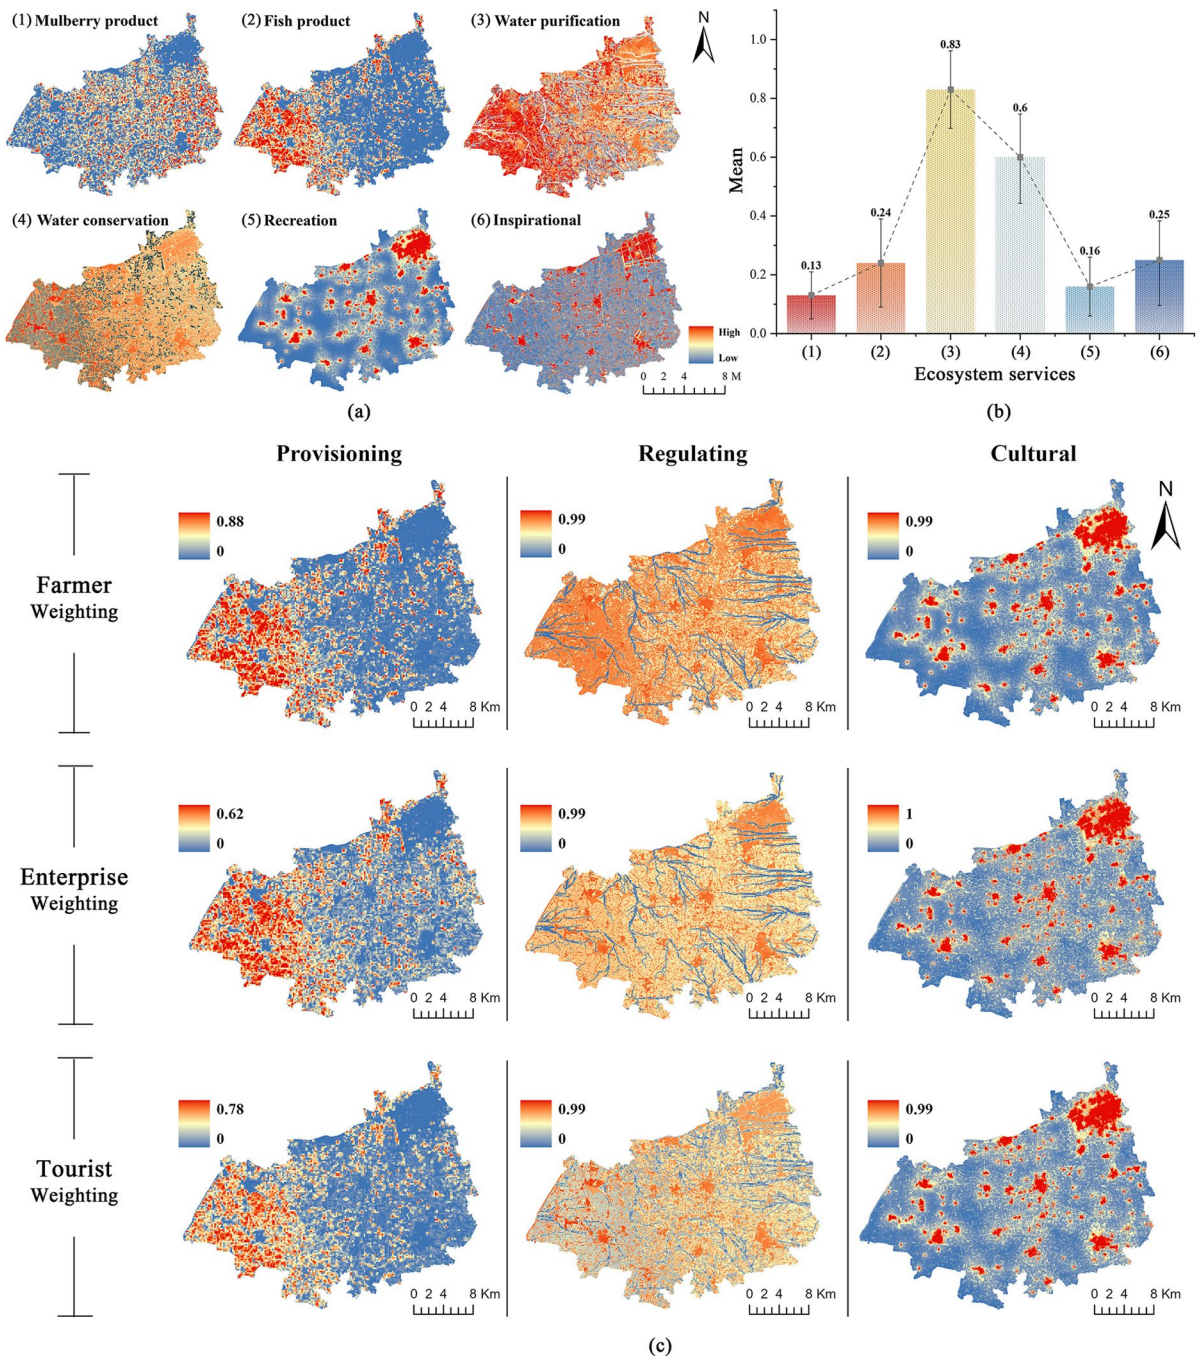 (1) Mulberry product
(2) Fish product
(3) Water purification
N
(4) Water conservation
(5) Recreation
(6) Inspirational
High
Low
0 2 4 8 M
(a)
Mean
1.0
0.8
0.6
0.4
0.2
0.0
0.13
0.24
0.83
0.6
0.16
0.25
(1) (2) (3) (4) (5) (6)
Ecosystem services
(b)
Provisioning
Regulating
Cultural
N
Farmer
Weighting
0.88
0
0 2 4 8 Km
0.99
0
0 2 4 8 Km
0.99
0
0 2 4 8 Km
Enterprise
Weighting
0.62
0
0 2 4 8 Km
0.99
0
0 2 4 8 Km
1
0
0 2 4 8 Km
Tourist
Weighting
0.78
0
0 2 4 8 Km
0.99
0
0 2 4 8 Km
0.99
0
0 2 4 8 Km
(c)